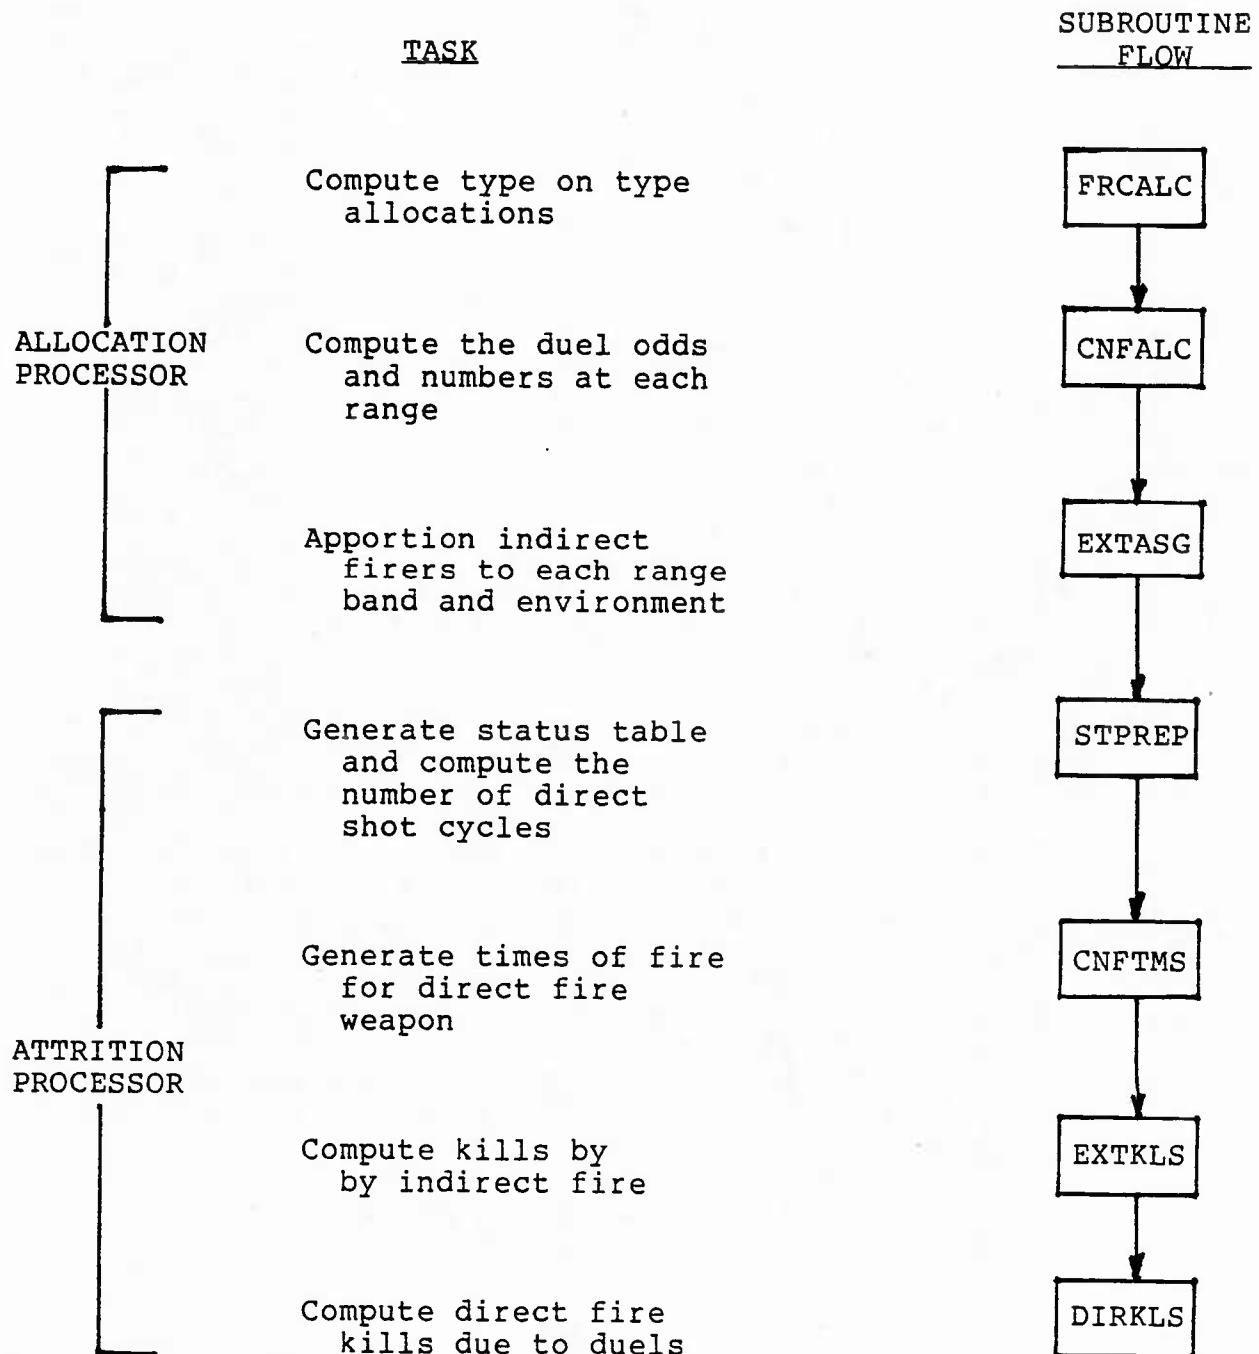 TASK
SUBROUTINE
FLOW
Compute type on type
allocations
FRCALC
ALLOCATION
PROCESSOR
Compute the duel odds
and numbers at each
range
CNFALC
Apportion indirect
firers to each range
band and environment
EXTASG
Generate status table
and compute the
number of direct
shot cycles
STPREP
Generate times of fire
for direct fire
weapon
CNFTMS
ATTRITION
PROCESSOR
Compute kills by
by indirect fire
EXTKLS
Compute direct fire
kills due to duels
DIRKLS